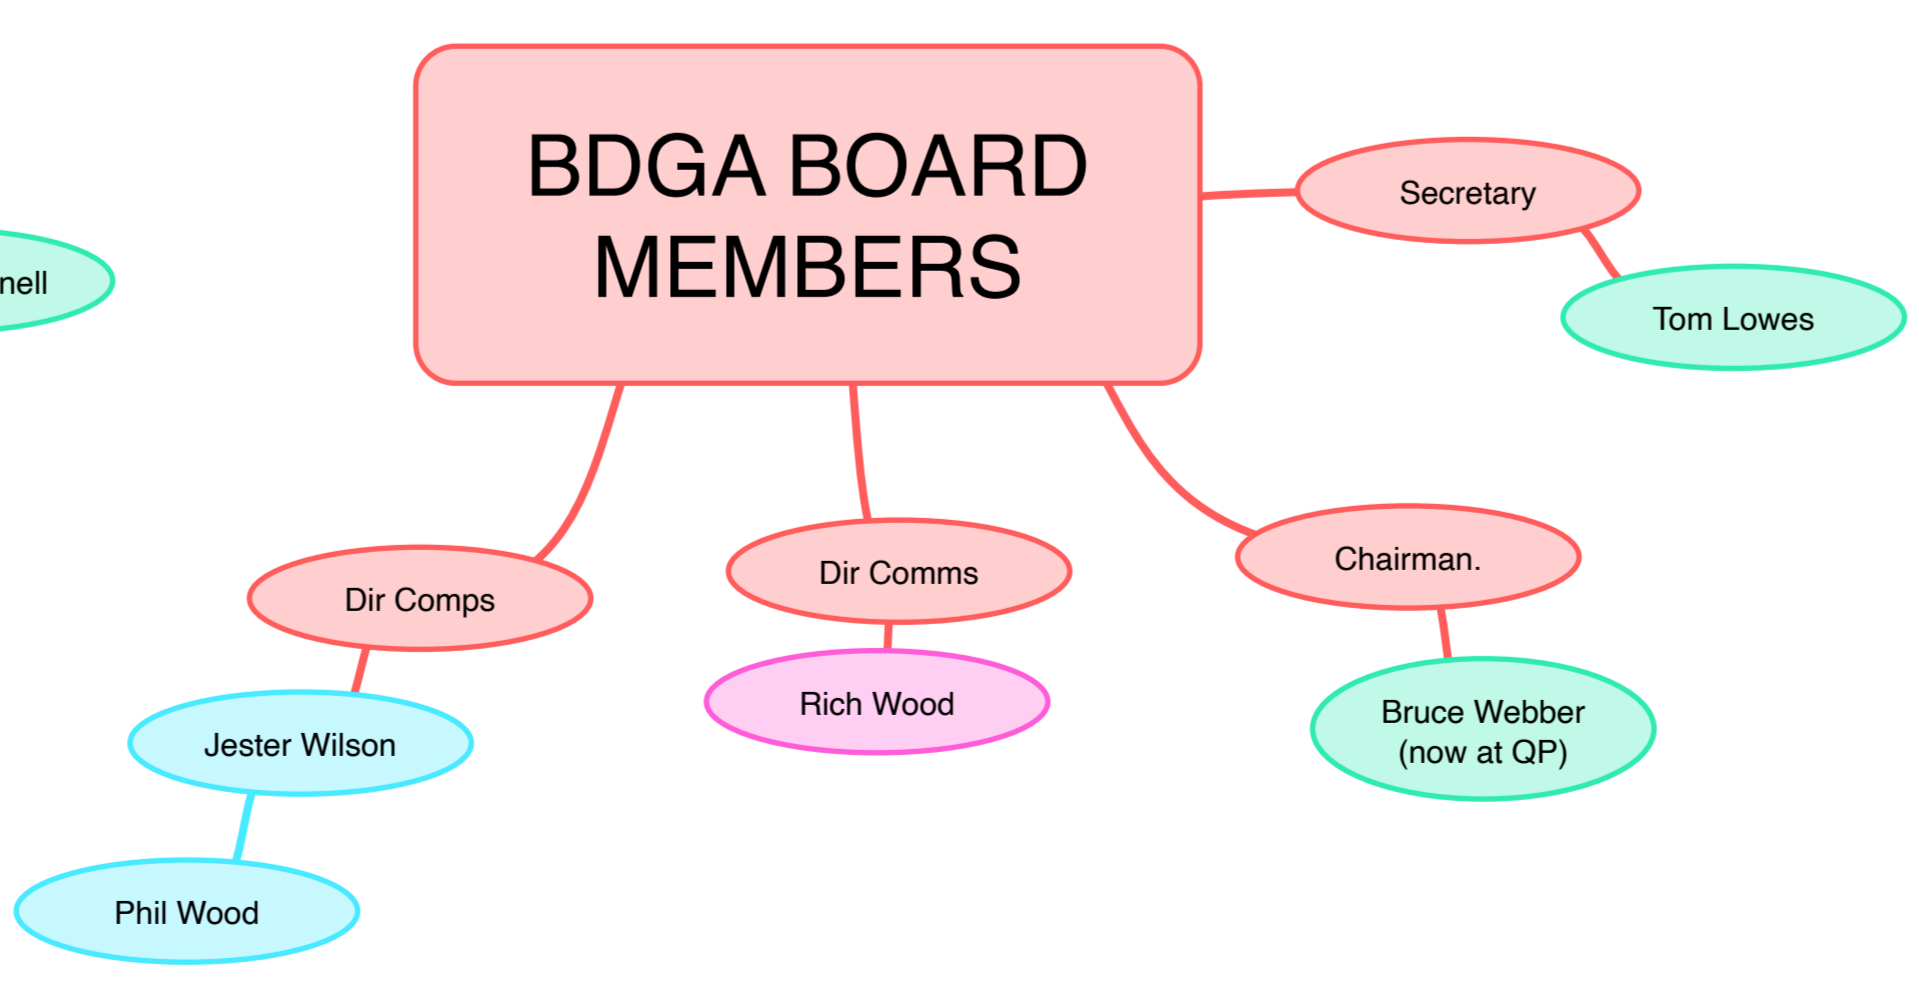 BDGA BOARD
MEMBERS
Secretary
Tom Lowes
Dir Comps
Dir Comms
Chairman.
Jester Wilson
Rich Wood
Bruce Webber
(now at QP)
Phil Wood